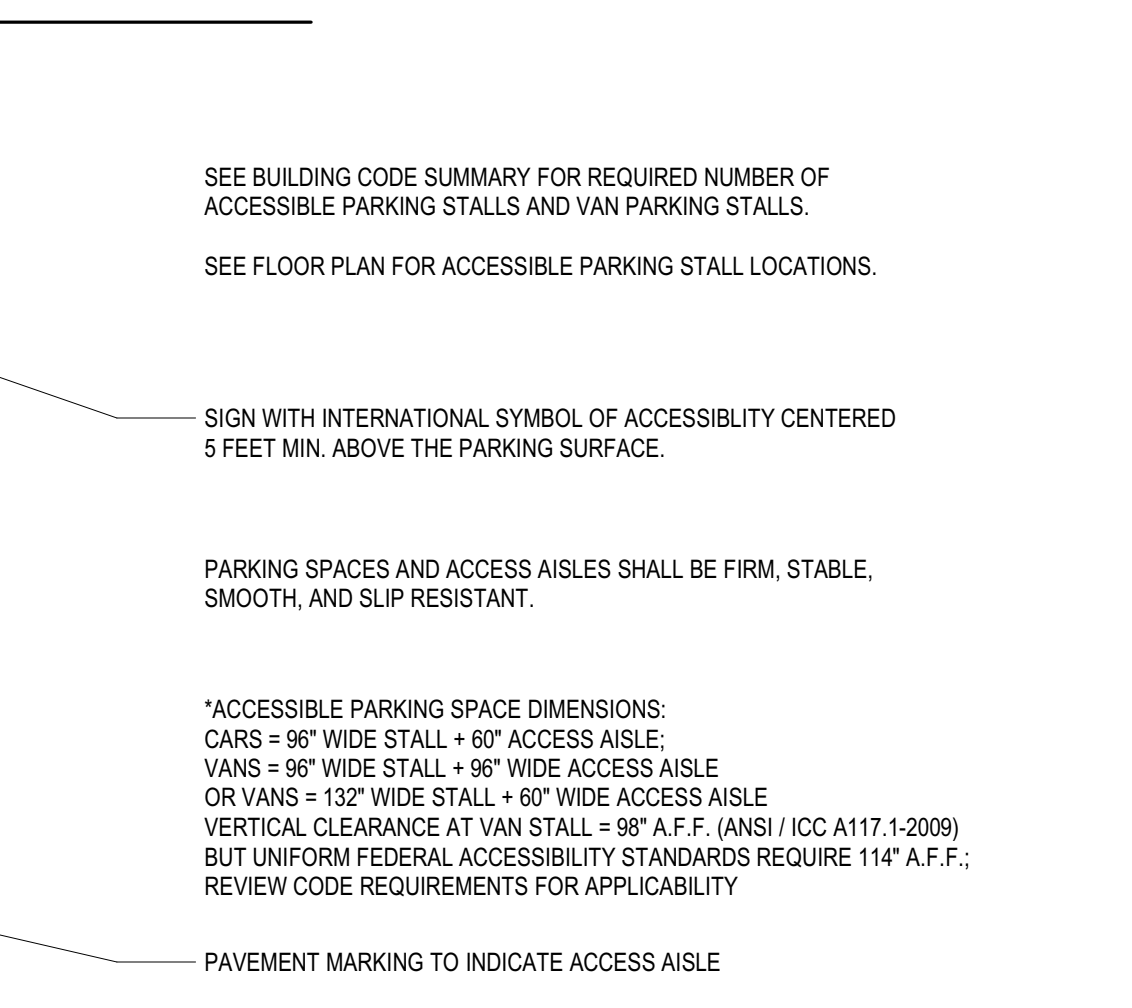 SEE BUILDING CODE SUMMARY FOR REQUIRED NUMBER OF
ACCESSIBLE PARKING STALLS AND VAN PARKING STALLS.
SEE FLOOR PLAN FOR ACCESSIBLE PARKING STALL LOCATIONS.
SIGN WITH INTERNATIONAL SYMBOL OF ACCESSIBLITY CENTERED
5 FEET MIN. ABOVE THE PARKING SURFACE.
PARKING SPACES AND ACCESS AISLES SHALL BE FIRM, STABLE,
SMOOTH, AND SLIP RESISTANT.
*ACCESSIBLE PARKING SPACE DIMENSIONS:
CARS = 96" WIDE STALL + 60" ACCESS AISLE;
VANS = 96" WIDE STALL + 96" WIDE ACCESS AISLE
OR VANS = 132" WIDE STALL + 60" WIDE ACCESS AISLE
VERTICAL CLEARANCE AT VAN STALL = 98" A.F.F. (ANSI / ICC A117.1-2009)
BUT UNIFORM FEDERAL ACCESSIBILITY STANDARDS REQUIRE 114" A.F.F.;
REVIEW CODE REQUIREMENTS FOR APPLICABILITY
PAVEMENT MARKING TO INDICATE ACCESS AISLE